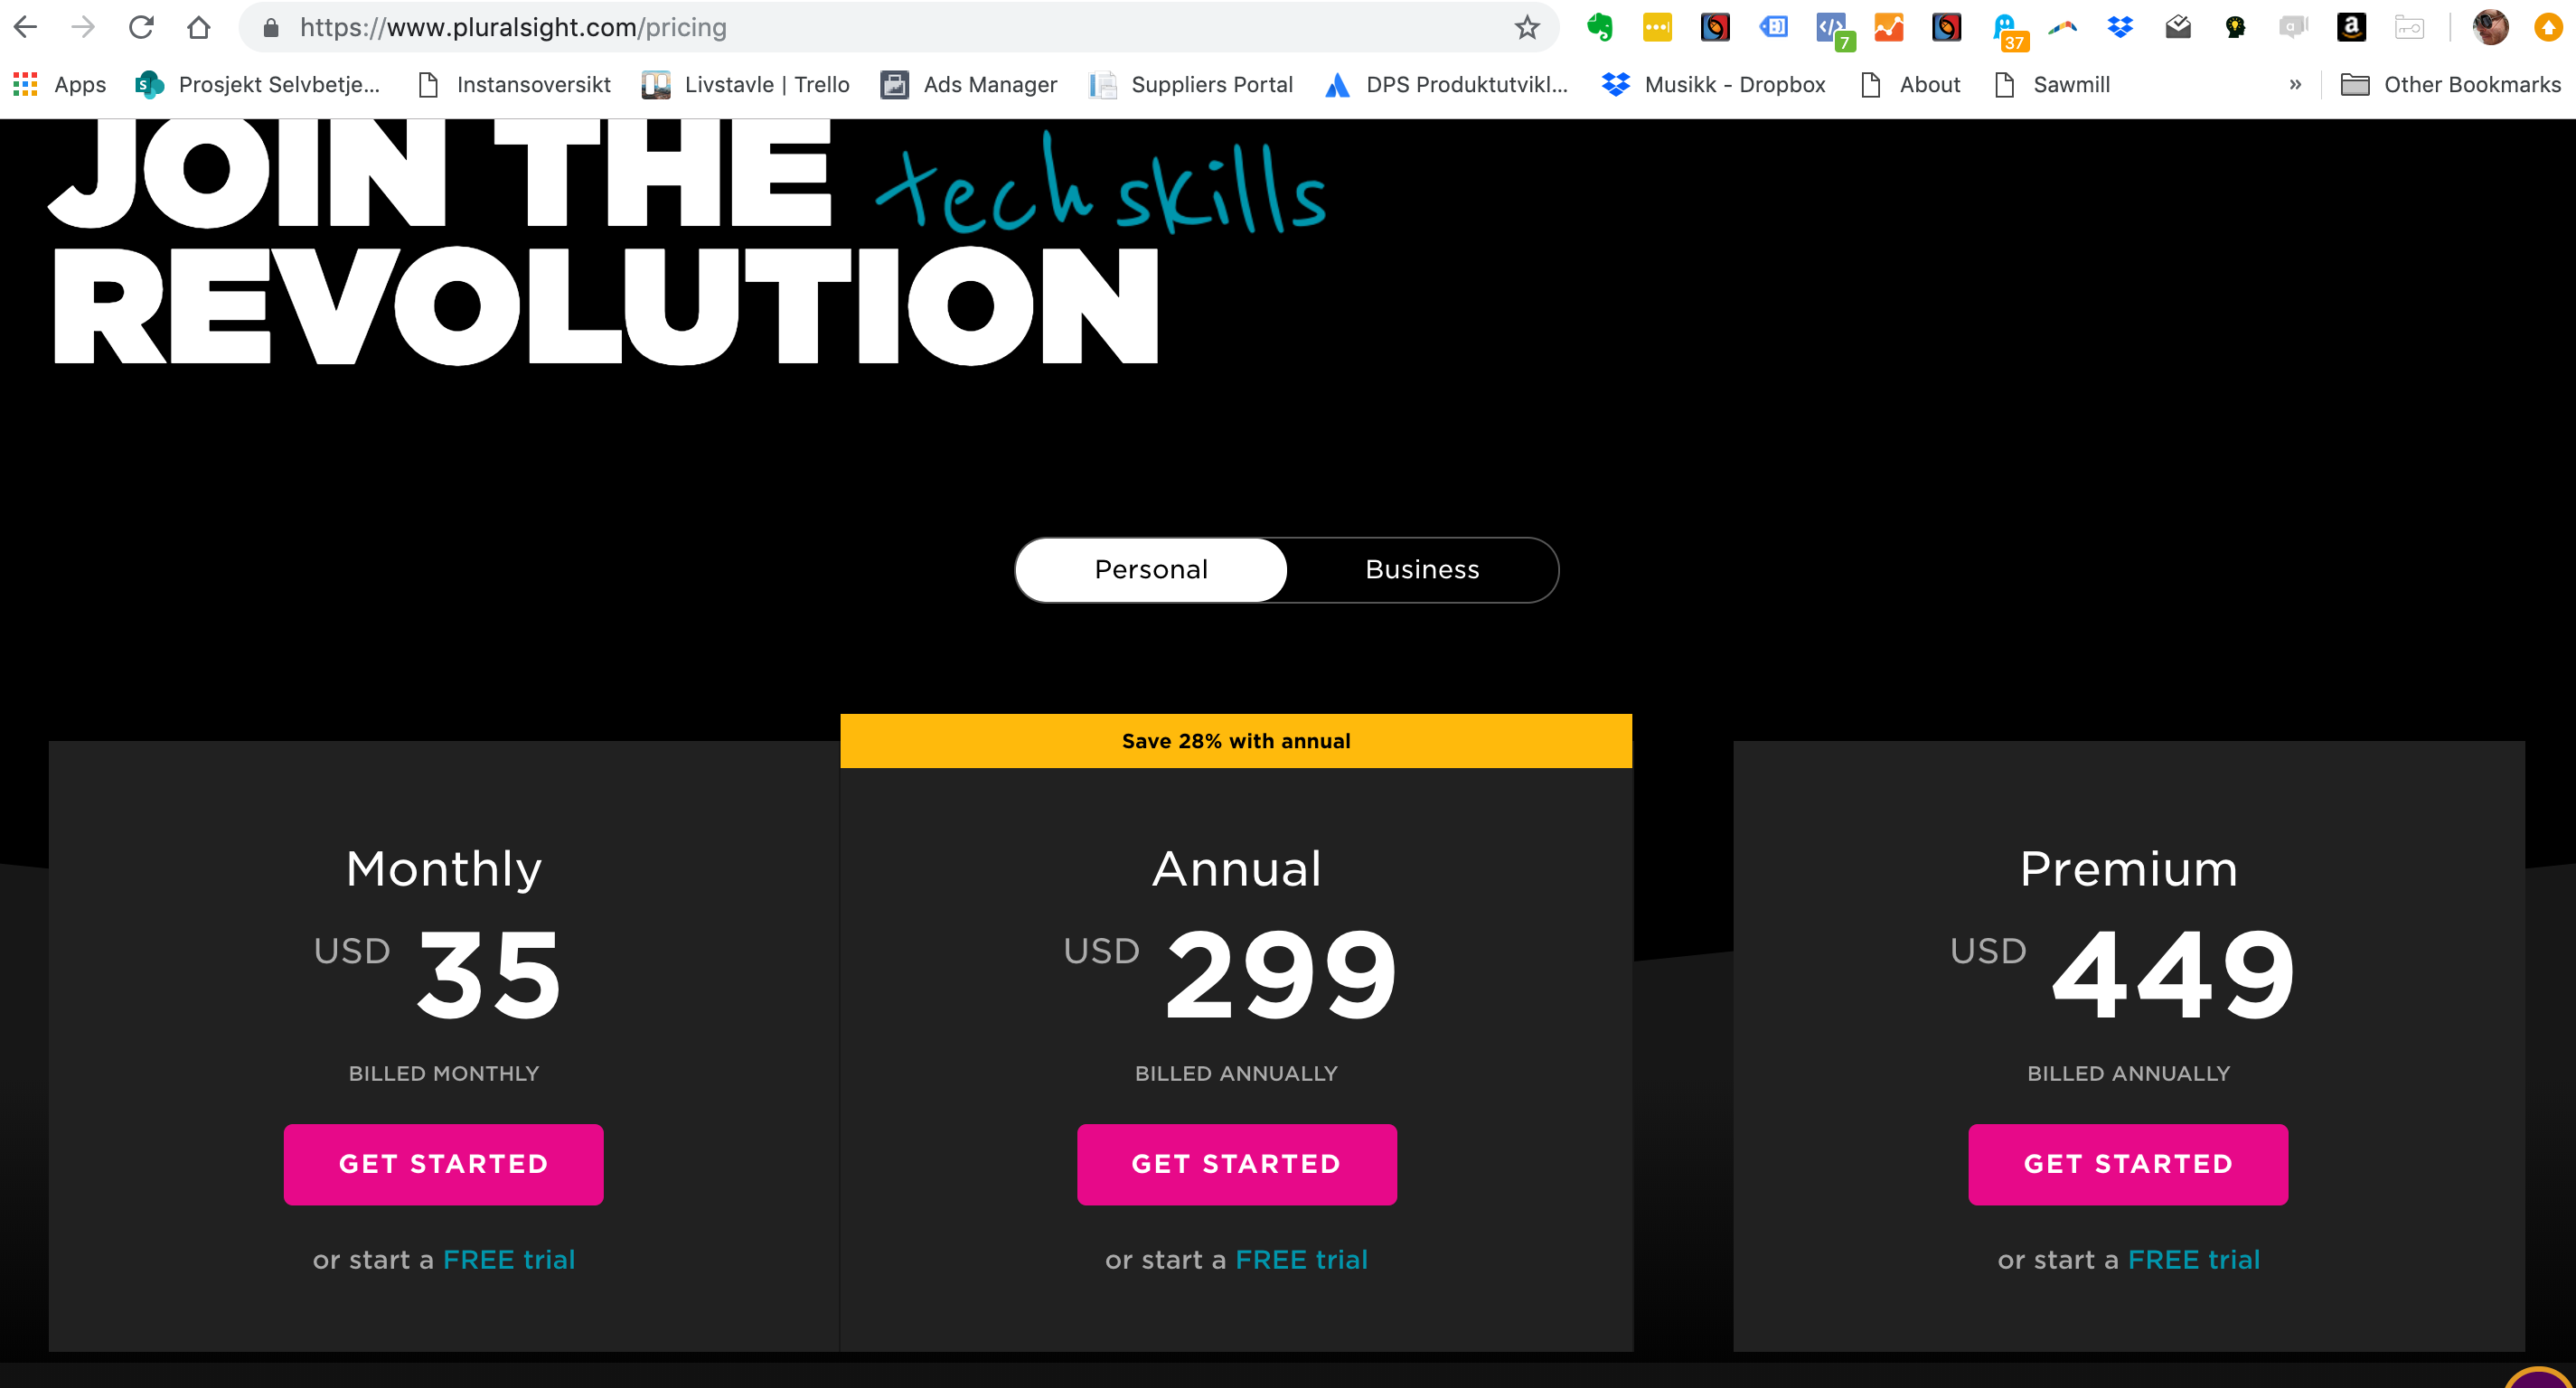 https://www.pluralsight.com/pricing
7
37
Apps
Prosjekt Selvbetje...
Instansoversikt
Livstavle | Trello
Ads Manager
Suppliers Portal
DPS Produktutvikl...
Musikk - Dropbox
About
Sawmill
»
Other Bookmarks
JOIN THE tech skills
REVOLUTION
Personal
Business
Save 28% with annual
Monthly
USD 35
BILLED MONTHLY
GET STARTED
or start a FREE trial
Annual
USD 299
BILLED ANNUALLY
GET STARTED
or start a FREE trial
Premium
USD 449
BILLED ANNUALLY
GET STARTED
or start a FREE trial